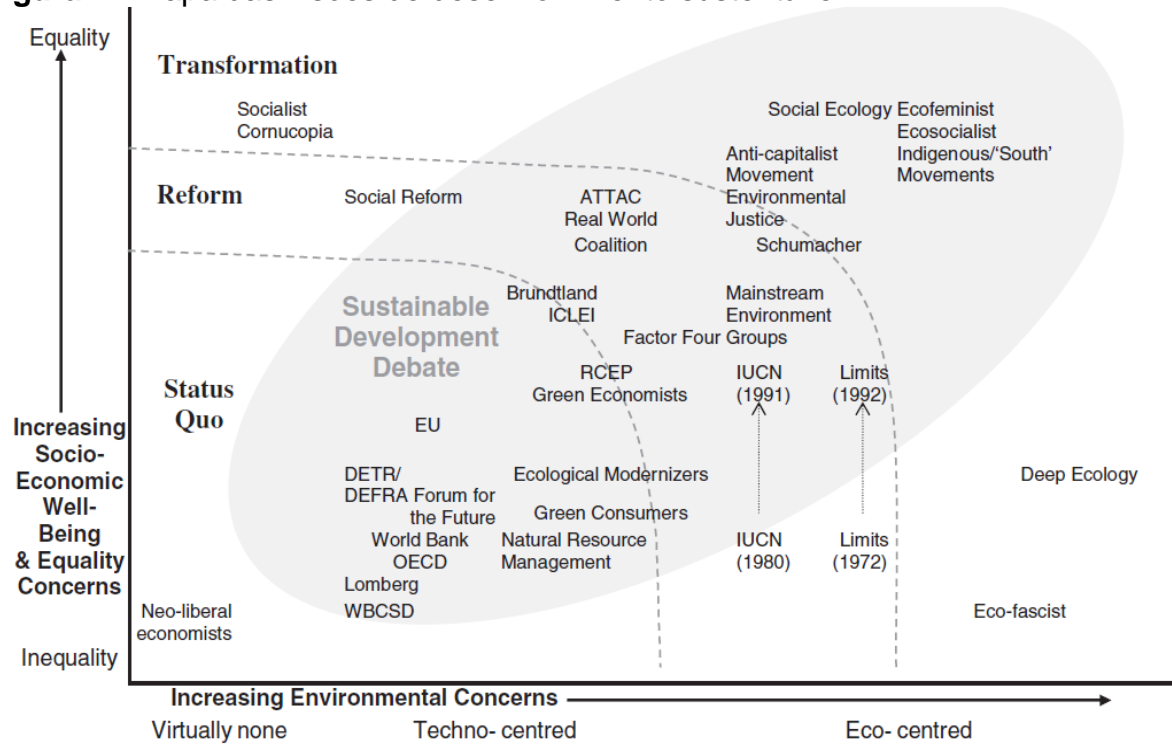 Equality
Transformation
Socialist
Cornucopia
Social Ecology Ecofeminist
Ecosocialist
Indigenous/‘South’
Movements
Anti-capitalist
Movement
Environmental
Justice
Reform
Social Reform
ATTAC
Real World
Coalition
Schumacher
Sustainable
Development
Debate
Brundtland
ICLEI
Mainstream
Environment
Factor Four Groups
Status
Quo
RCEP
Green Economists
IUCN
(1991)
Limits
(1992)
EU
Increasing
Socio-
Economic
Well-
Being
& Equality
Concerns
DETR/
DEFRA Forum for
the Future
Ecological Modernizers
Green Consumers
Deep Ecology
World Bank
OECD
Natural Resource
Management
IUCN
(1980)
Limits
(1972)
Lomberg
WBCSD
Neo-liberal
economists
Eco-fascist
Inequality
Increasing Environmental Concerns
Virtually none
Techno- centred
Eco- centred